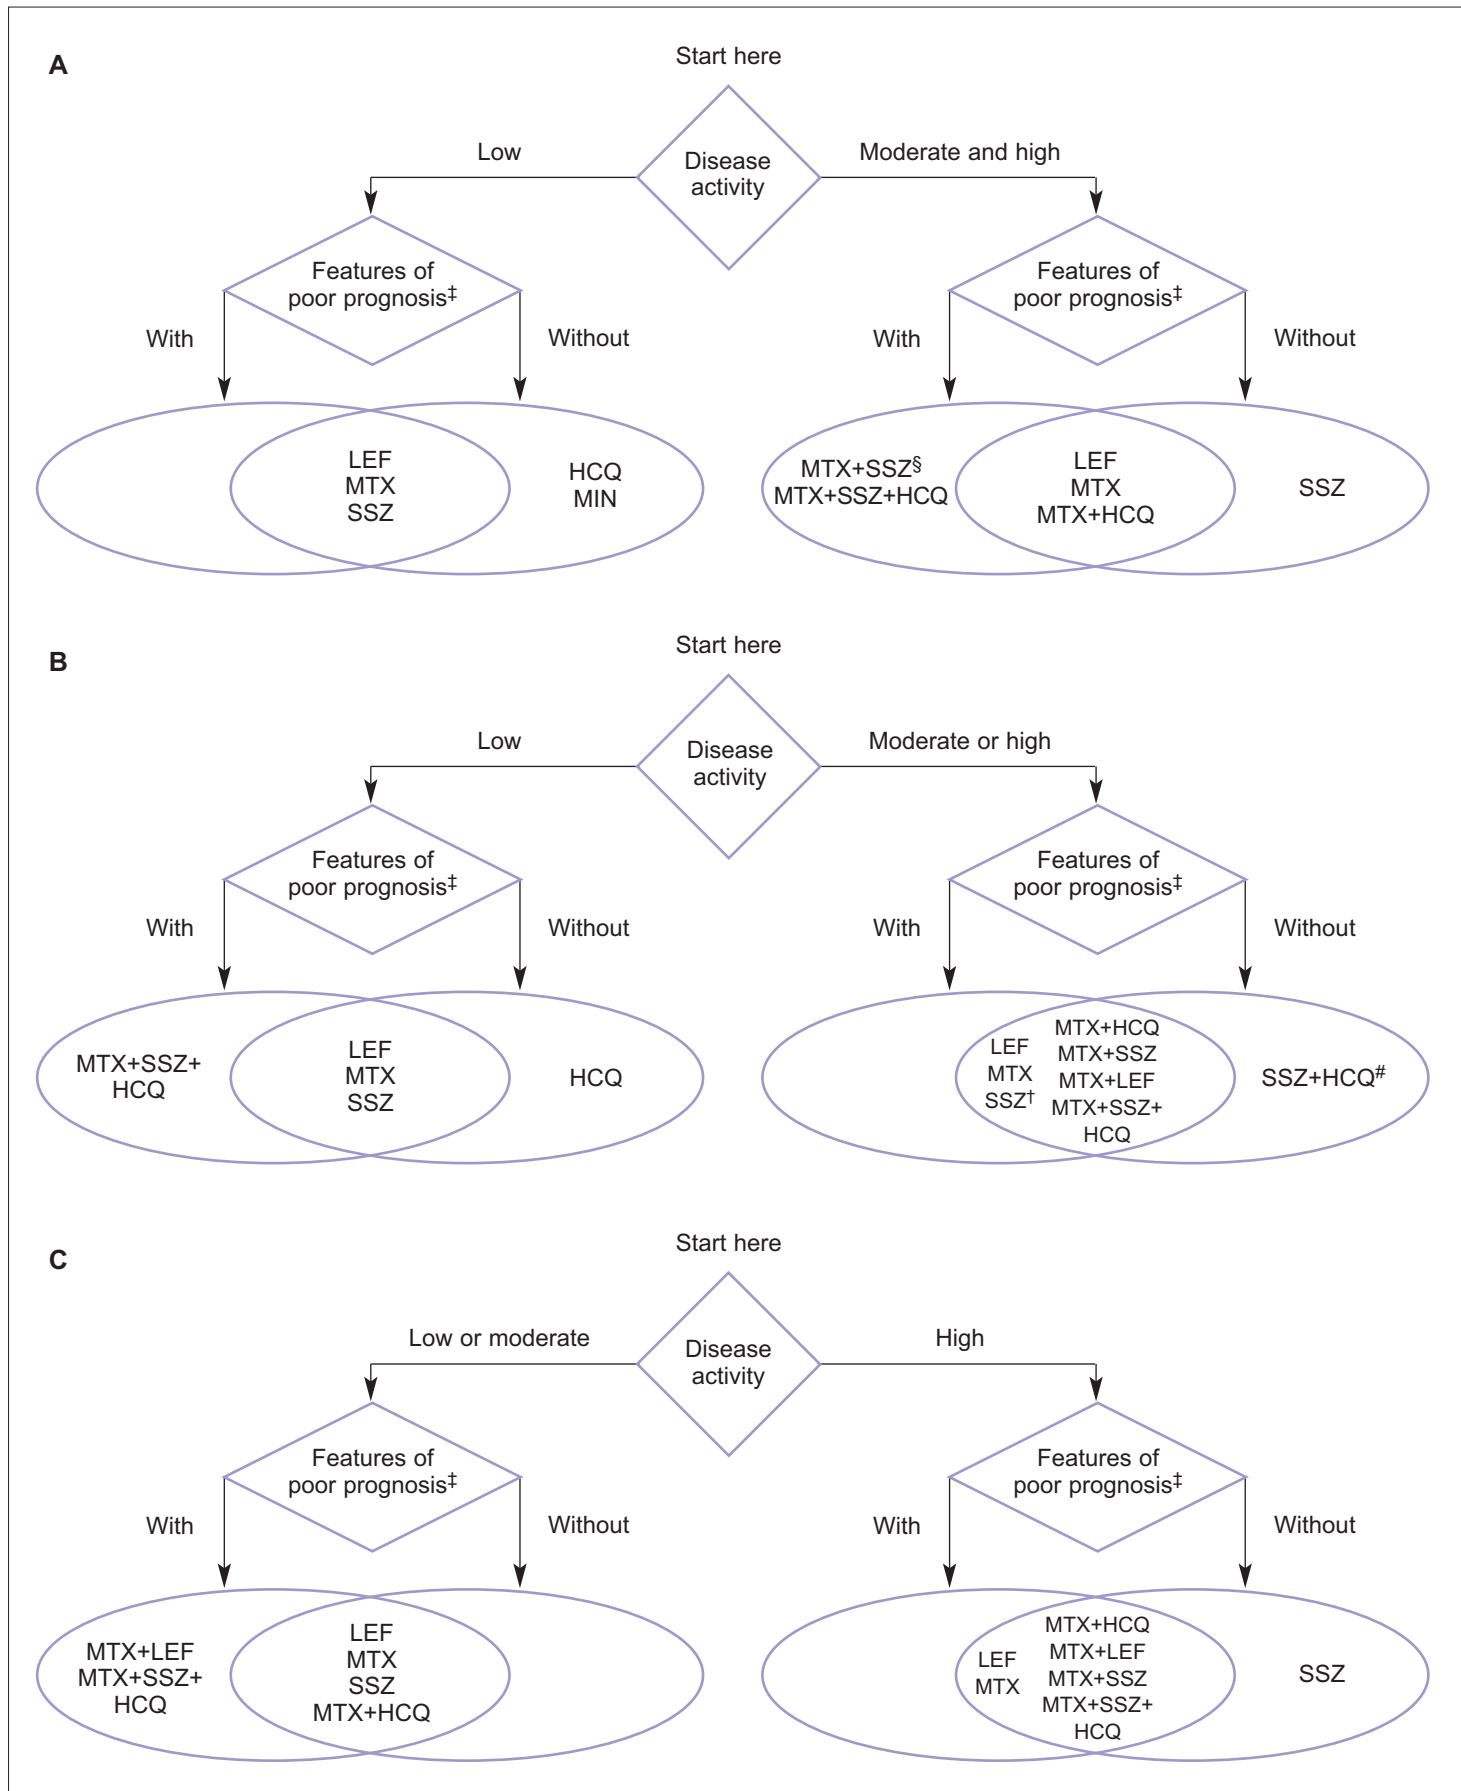 A
Start here
Disease
activity
Low
Moderate and high
Features of
poor prognosis‡
Features of
poor prognosis‡
With
Without
With
Without
LEF
MTX
SSZ
HCQ
MIN
MTX+SSZ§
MTX+SSZ+HCQ
LEF
MTX
MTX+HCQ
SSZ
B
Start here
Disease
activity
Low
Moderate or high
Features of
poor prognosis‡
Features of
poor prognosis‡
With
Without
With
Without
MTX+SSZ+
HCQ
LEF
MTX
SSZ
HCQ
LEF
MTX
SSZ†
MTX+HCQ
MTX+SSZ
MTX+LEF
MTX+SSZ+
HCQ
SSZ+HCQ#
C
Start here
Disease
activity
Low or moderate
High
Features of
poor prognosis‡
Features of
poor prognosis‡
With
Without
With
Without
MTX+LEF
MTX+SSZ+
HCQ
LEF
MTX
SSZ
MTX+HCQ
LEF
MTX
MTX+HCQ
MTX+LEF
MTX+SSZ
MTX+SSZ+
HCQ
SSZ